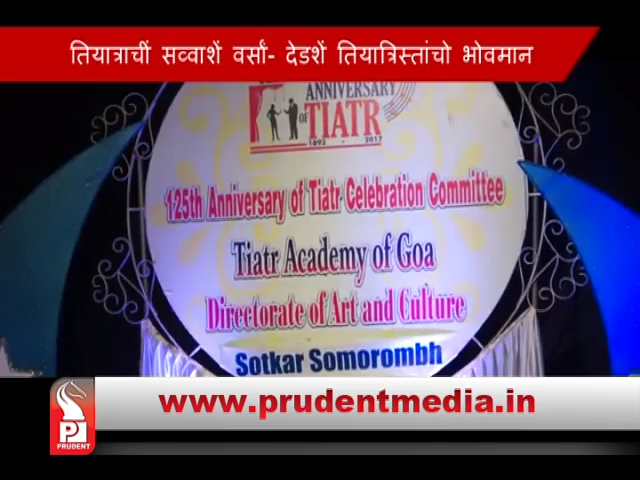 तियात्राचीं सव्वाशें वर्सां- देडशें तियात्रिस्तांचो भोवमान
ANNIVERSARY
OF TIATR
1892 2017
125th Anniversary of Tiatr Celebration Committee
Tiatr Academy of Goa
Directorate of Art and Culture
Sotkar Somorombh
www.prudentmedia.in
P
PRUDENT